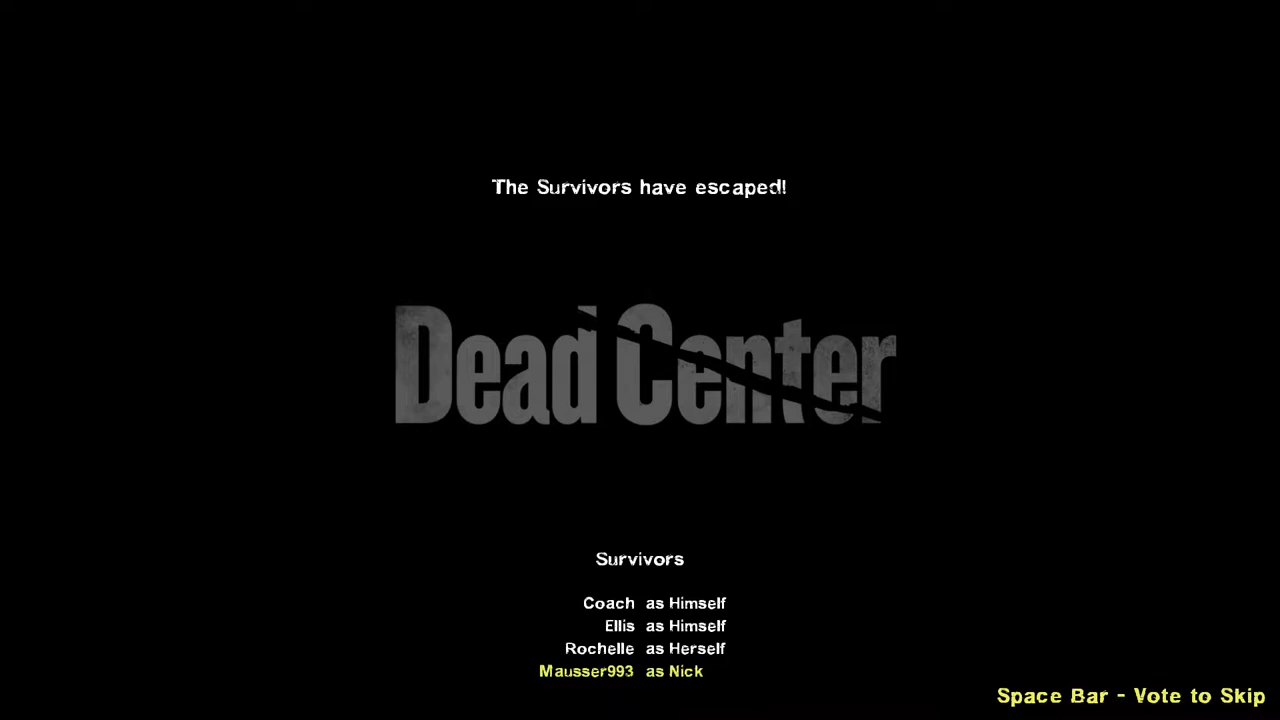 The Survivors have escaped!
Dead Center
Survivors
Coach as Himself
Ellis as Himself
Rochelle as Herself
Mausser993 as Nick
Space Bar - Vote to Skip